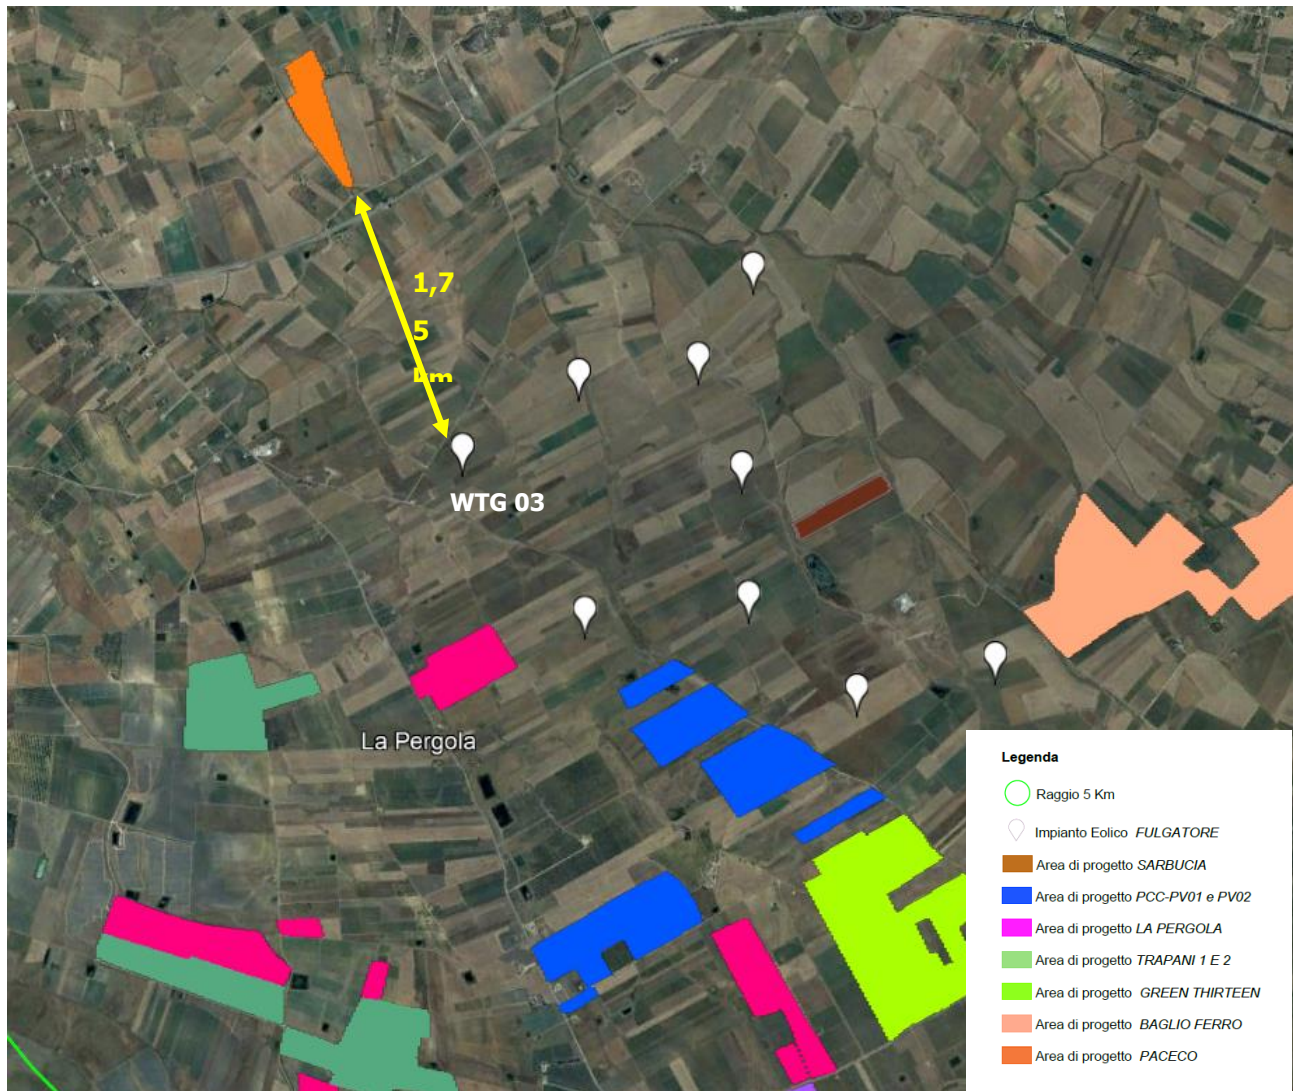 1,7
5
km
WTG 03
La Pergola
Legenda
Raggio 5 Km
Impianto Eolico FULGATORE
Area di progetto SARBUCIA
Area di progetto PCC-PV01 e PV02
Area di progetto LA PERGOLA
Area di progetto TRAPANI 1 E 2
Area di progetto GREEN THIRTEEN
Area di progetto BAGLIO FERRO
Area di progetto PACECO